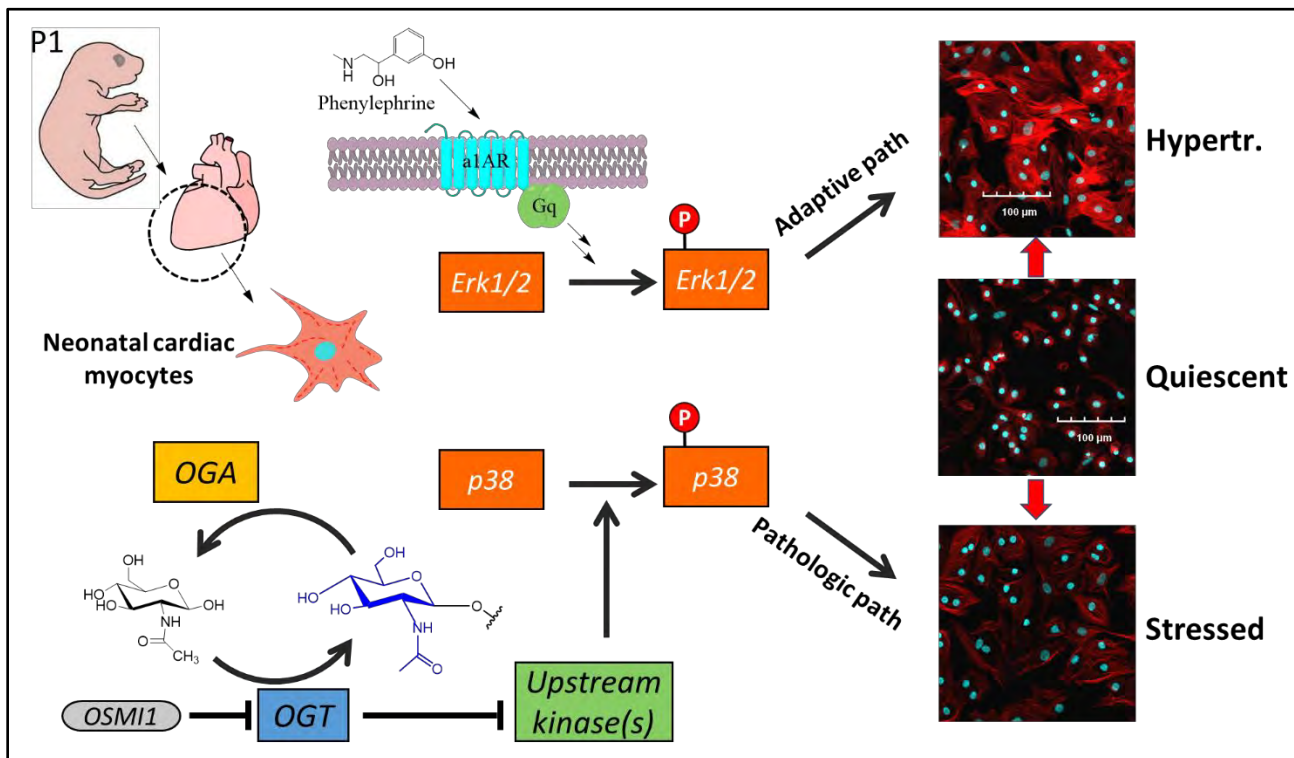 P1
Neonatal cardiac
myocytes
HO
OH
N
H
OH
Phenylephrine
a1AR
Gq
P
Erk1/2
Erk1/2
Adaptive path
P
p38
p38
Pathologic path
OGA
OH
HO
O
HO
OH
NH
O
CH3
OH
HO
O
HO
O
NH
O
OSMI1
OGT
Upstream
kinase(s)
100 µm
Hypertr.
100 µm
Quiescent
Stressed